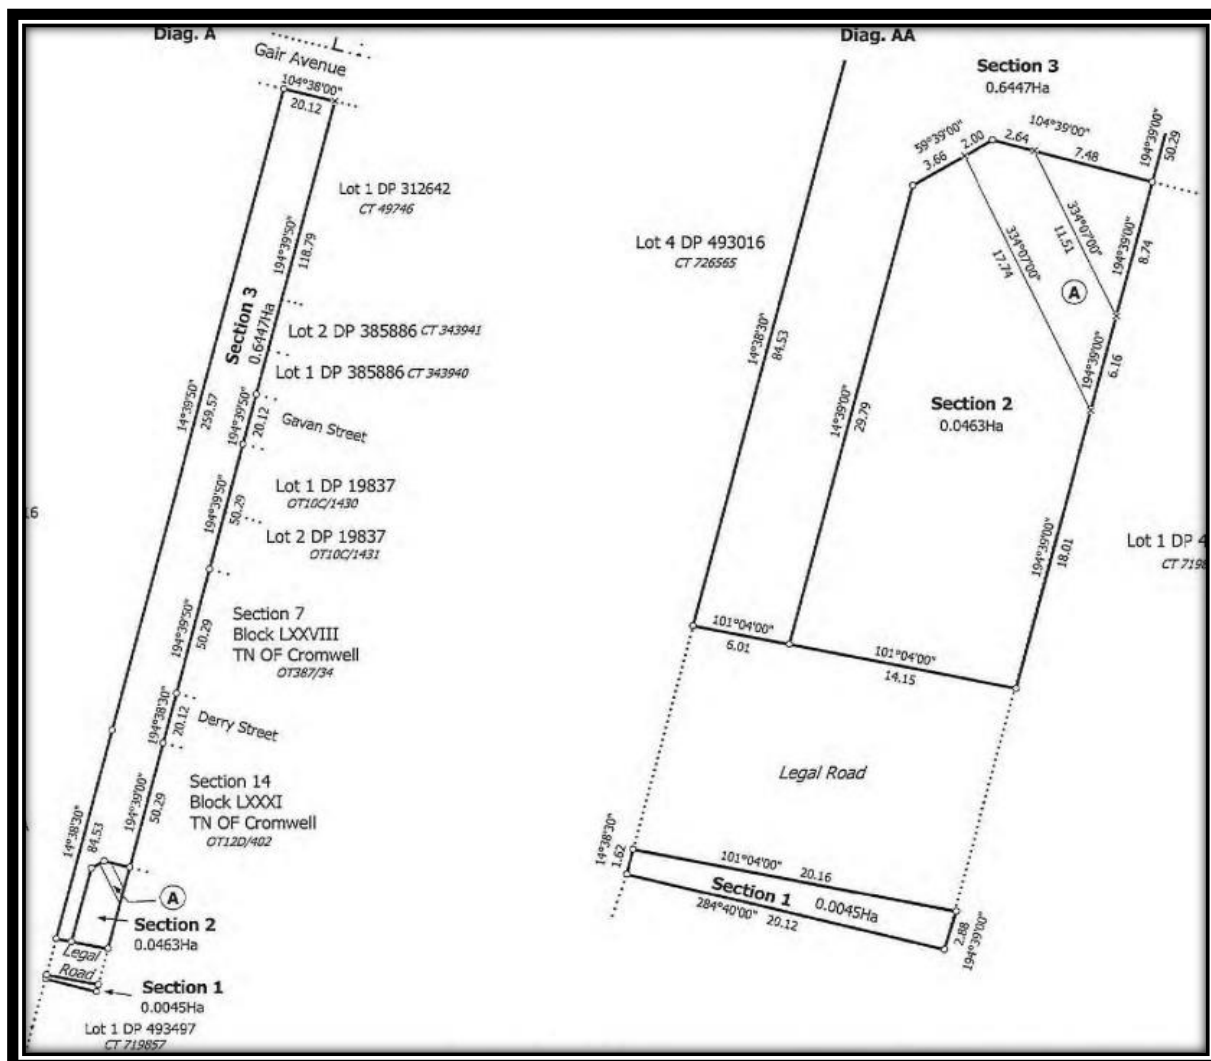 Diag. A
L
Gair Avenue
104°38'00"
20.12
Lot 1 DP 312642
CT 49746
194°39'50"
118.79
Section 3
0.6447Ha
Lot 2 DP 385886 CT 343941
Lot 1 DP 385886 CT 343940
14°39'50"
259.57
194°39'50"
20.12
Gavan Street
Lot 1 DP 19837
OT10C/1430
194°39'50"
50.29
16
Lot 2 DP 19837
OT10C/1431
Section 7
Block LXXVIII
TN OF Cromwell
OT387/34
194°39'50"
50.29
194°38'30"
20.12
Derry Street
Section 14
Block LXXXI
TN OF Cromwell
OT12D/402
194°39'00"
50.29
14°38'30"
84.53
A
Section 2
0.0463Ha
Legal
Road
Section 1
0.0045Ha
Lot 1 DP 493497
CT 719857
Diag. AA
Section 3
0.6447Ha
59°39'00"
3.66
2.00
2.64
104°39'00"
7.48
194°39'00"
50.29
Lot 4 DP 493016
CT 726565
334°07'00"
11.51
334°07'00"
17.74
194°39'00"
8.74
A
14°38'30"
84.53
194°39'00"
6.16
14°39'00"
29.79
Section 2
0.0463Ha
194°39'00"
18.01
Lot 1 DP 4
CT 719
101°04'00"
6.01
101°04'00"
14.15
Legal Road
14°38'30"
1.62
101°04'00"
20.16
Section 1 0.0045Ha
284°40'00"
20.12
2.88
194°39'00"